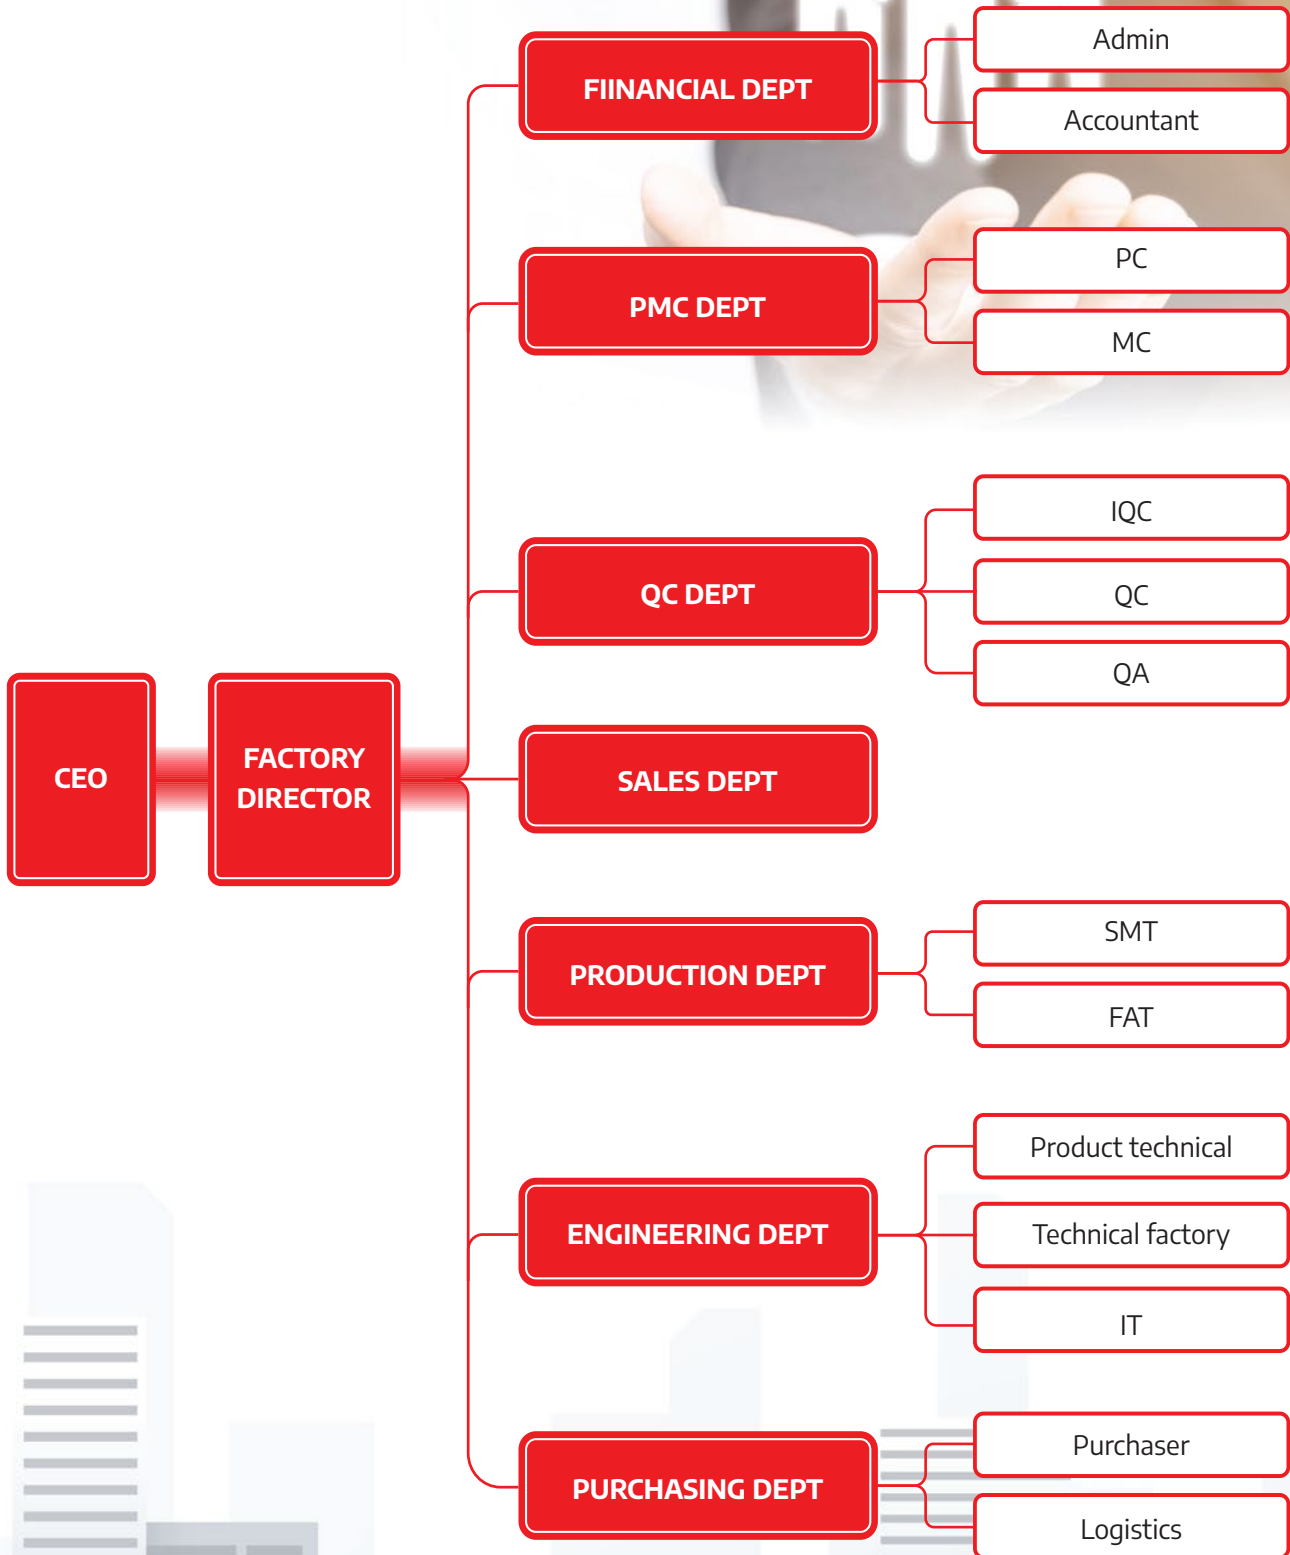 FIINANCIAL DEPT
Admin
Accountant
PMC DEPT
PC
MC
QC DEPT
IQC
QC
QA
CEO
FACTORY
DIRECTOR
SALES DEPT
PRODUCTION DEPT
SMT
FAT
ENGINEERING DEPT
Product technical
Technical factory
IT
PURCHASING DEPT
Purchaser
Logistics